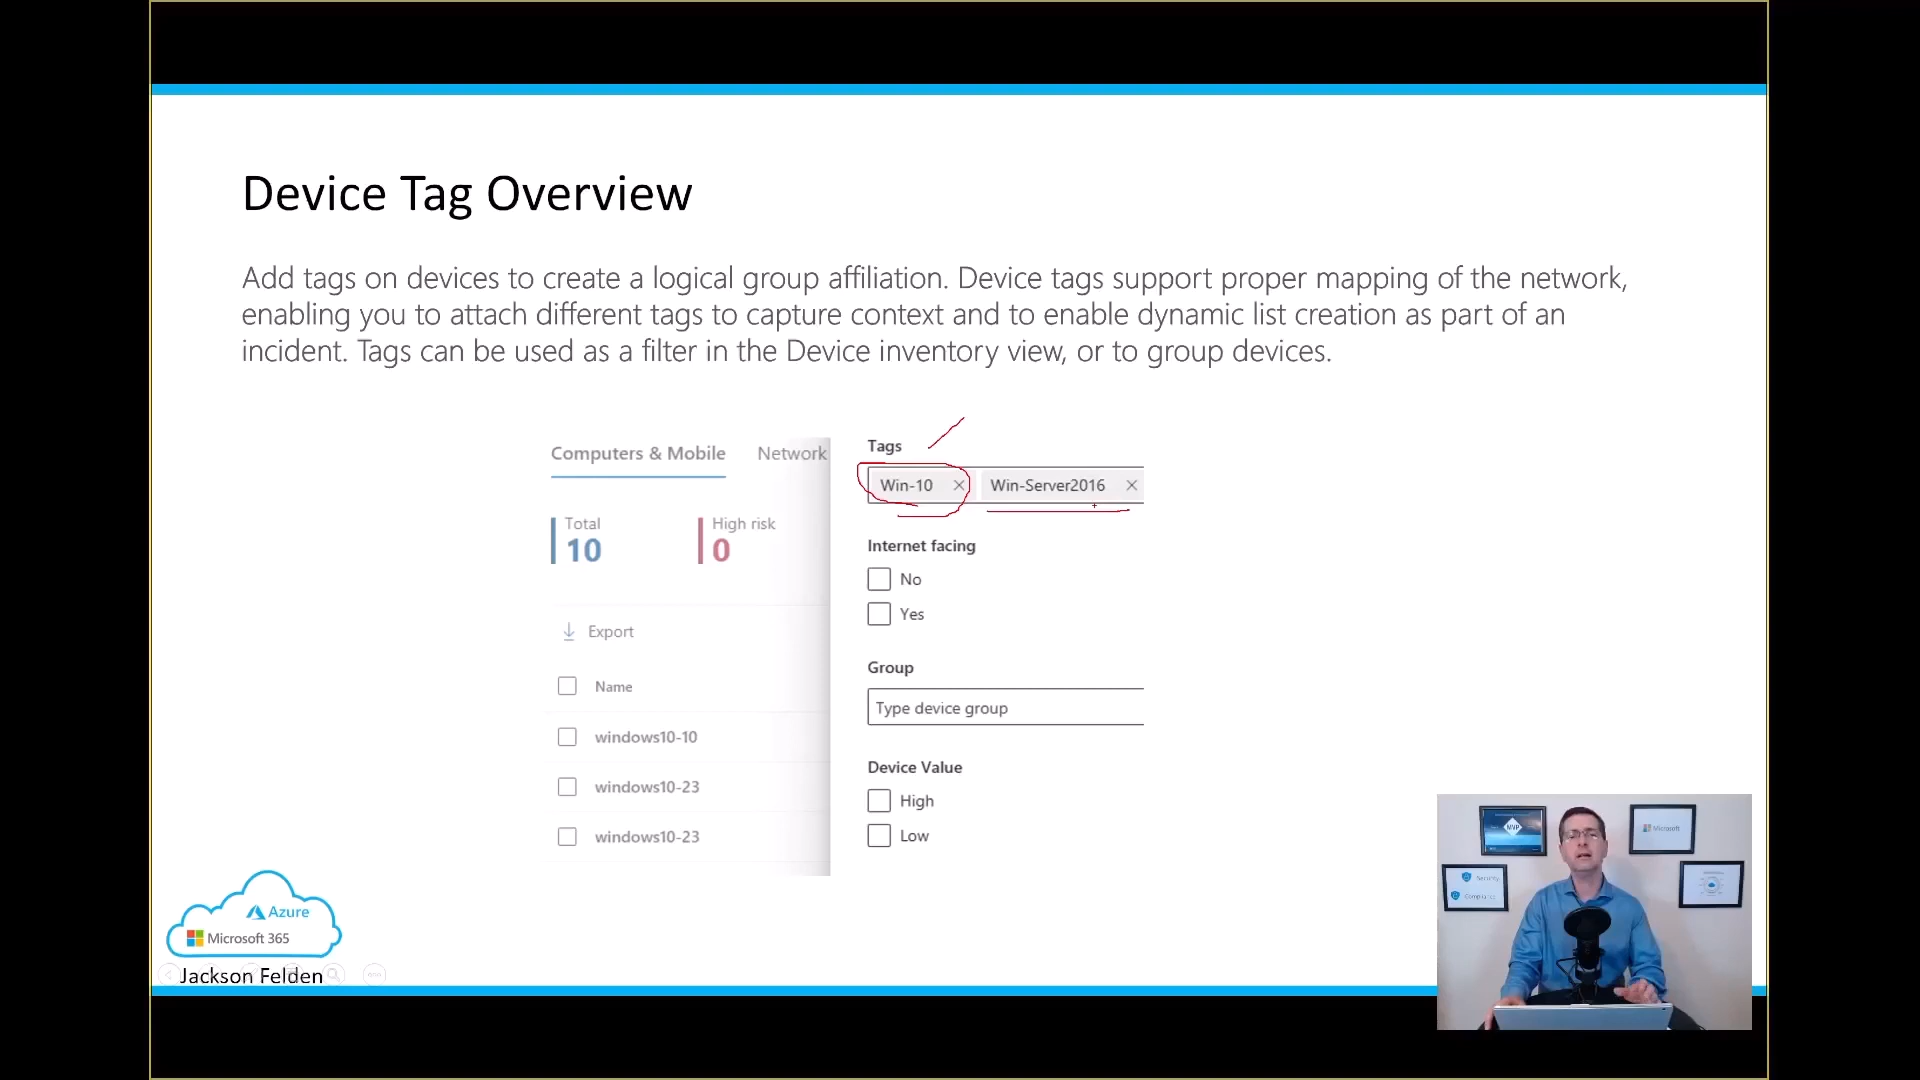 Device Tag Overview
Add tags on devices to create a logical group affiliation. Device tags support proper mapping of the network,
enabling you to attach different tags to capture context and to enable dynamic list creation as part of an
incident. Tags can be used as a filter in the Device inventory view, or to group devices.
Computers & Mobile
Network
Total
10
High risk
0
Export
Name
windows10-10
windows10-23
windows10-23
Tags
Win-10
Win-Server2016
Internet facing
No
Yes
Group
Type device group
Device Value
High
Low
Azure
Microsoft 365
Jackson Felden
MVP
Microsoft
Security
Compliance